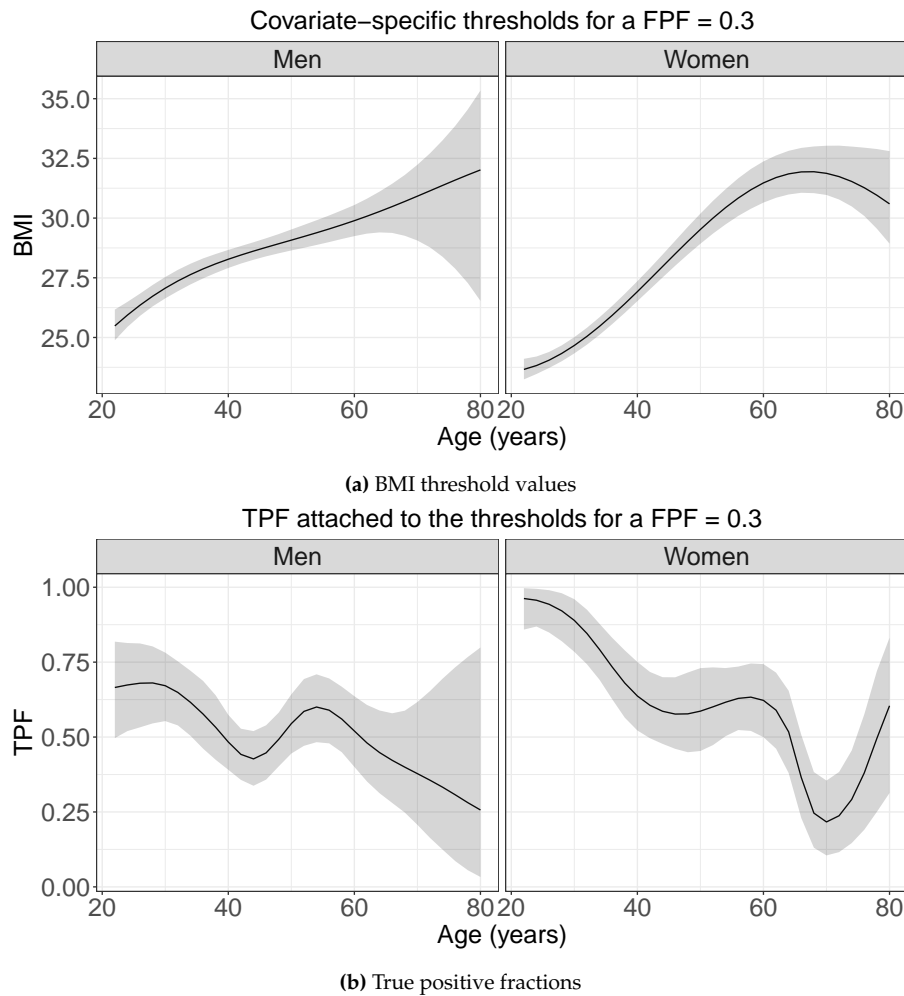 Covariate−specific thresholds for a FPF = 0.3
Men
Women
35.0
32.5
30.0
27.5
25.0
BMI
20 40 60 80 20 40 60 80
Age (years)
(a) BMI threshold values
TPF attached to the thresholds for a FPF = 0.3
Men
Women
1.00
0.75
0.50
0.25
0.00
TPF
20 40 60 80 20 40 60 80
Age (years)
(b) True positive fractions